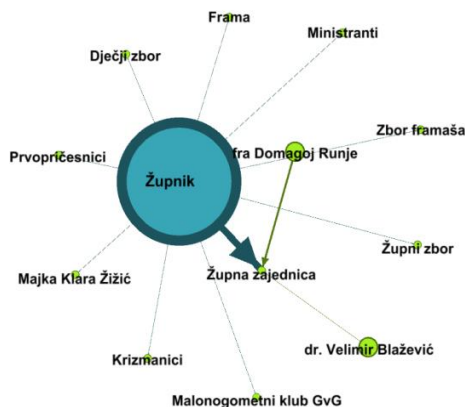 Frama
Ministranti
Dječji zbor
Zbor framaša
fra Domagoj Runje
Prvopričesnici
Župnik
Župni zbor
Župna zajednica
Majka Klara Žižić
dr. Velimir Blažević
Krizmanici
Malonogometni klub GvG